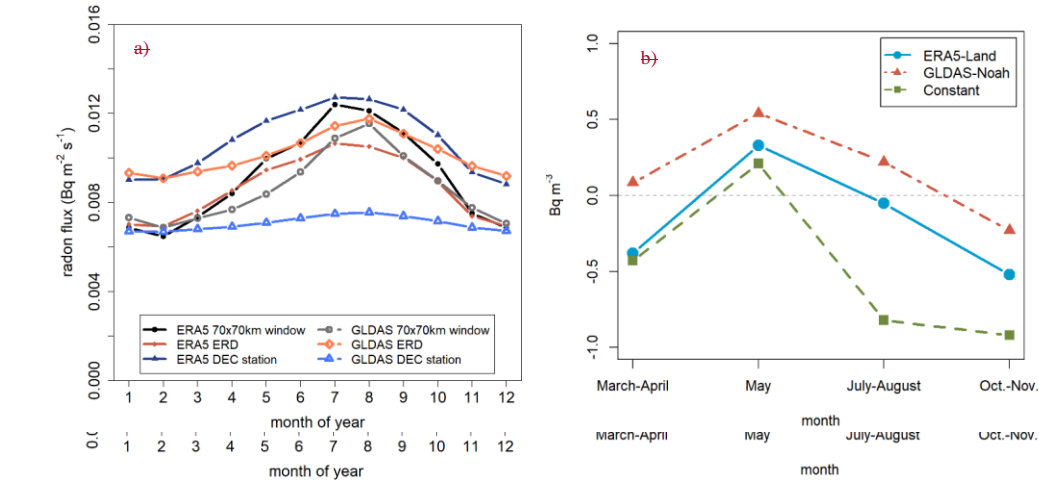 a)
radon flux (Bq m⁻² s⁻¹)
0.016
0.012
0.008
0.004
0.000
ERA5 70x70km window
ERA5 ERD
ERA5 DEC station
GLDAS 70x70km window
GLDAS ERD
GLDAS DEC station
1 2 3 4 5 6 7 8 9 10 11 12
month of year
1 2 3 4 5 6 7 8 9 10 11 12
month of year
b)
Bq m⁻³
1.0
0.5
0.0
-0.5
-1.0
ERA5-Land
GLDAS-Noah
Constant
March-April May July-August Oct.-Nov.
month
March-April May July-August Oct.-Nov.
month